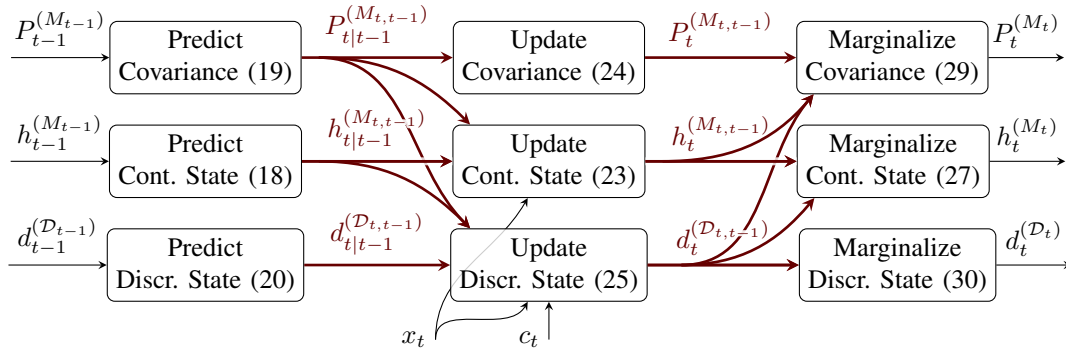 $P_{t-1}^{(M_{t-1})}$
Predict
Covariance (19)
$P_{t|t-1}^{(M_{t,t-1})}$
Update
Covariance (24)
$P_t^{(M_{t,t-1})}$
Marginalize
Covariance (29)
$P_t^{(M_t)}$
$h_{t-1}^{(M_{t-1})}$
Predict
Cont. State (18)
$h_{t|t-1}^{(M_{t,t-1})}$
Update
Cont. State (23)
$h_t^{(M_{t,t-1})}$
Marginalize
Cont. State (27)
$h_t^{(M_t)}$
$d_{t-1}^{(\mathcal{D}_{t-1})}$
Predict
Discr. State (20)
$d_{t|t-1}^{(\mathcal{D}_{t,t-1})}$
Update
Discr. State (25)
$d_t^{(\mathcal{D}_{t,t-1})}$
Marginalize
Discr. State (30)
$d_t^{(\mathcal{D}_t)}$
$x_t$
$c_t$